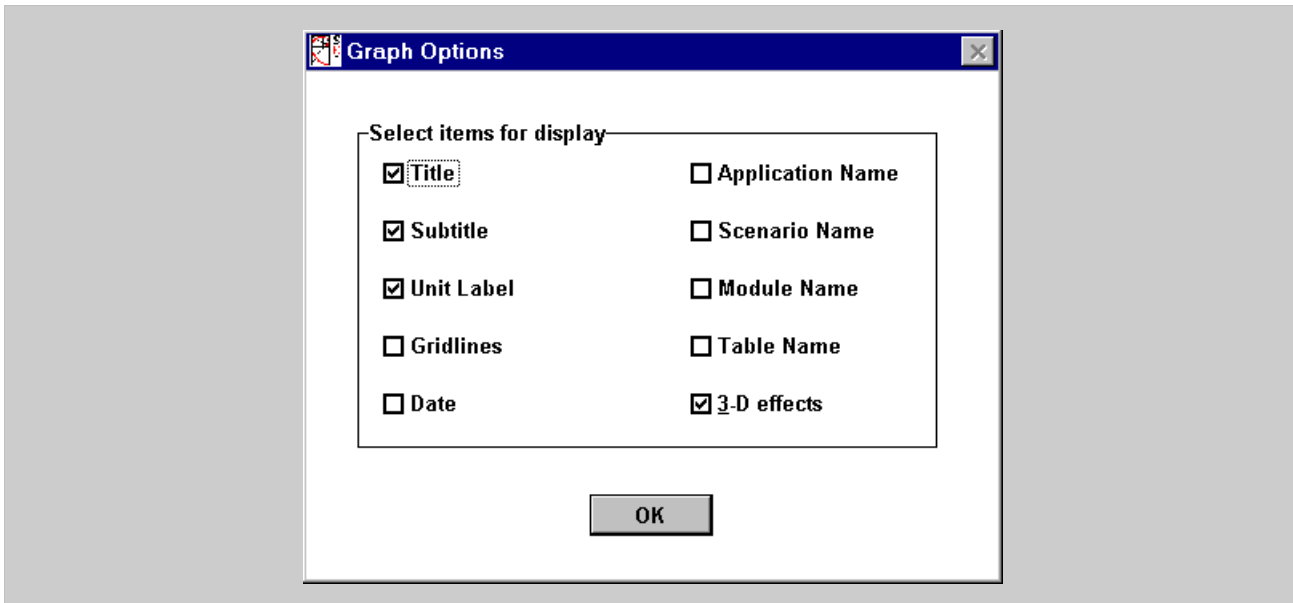 Graph Options
Select items for display
Title
Subtitle
Unit Label
Gridlines
Date
Application Name
Scenario Name
Module Name
Table Name
3-D effects
OK